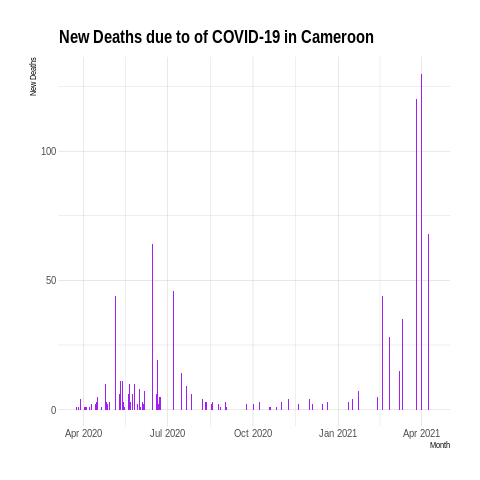 New Deaths due to of COVID-19 in Cameroon
New Deaths
100
50
0
Apr 2020 Jul 2020 Oct 2020 Jan 2021 Apr 2021
Month